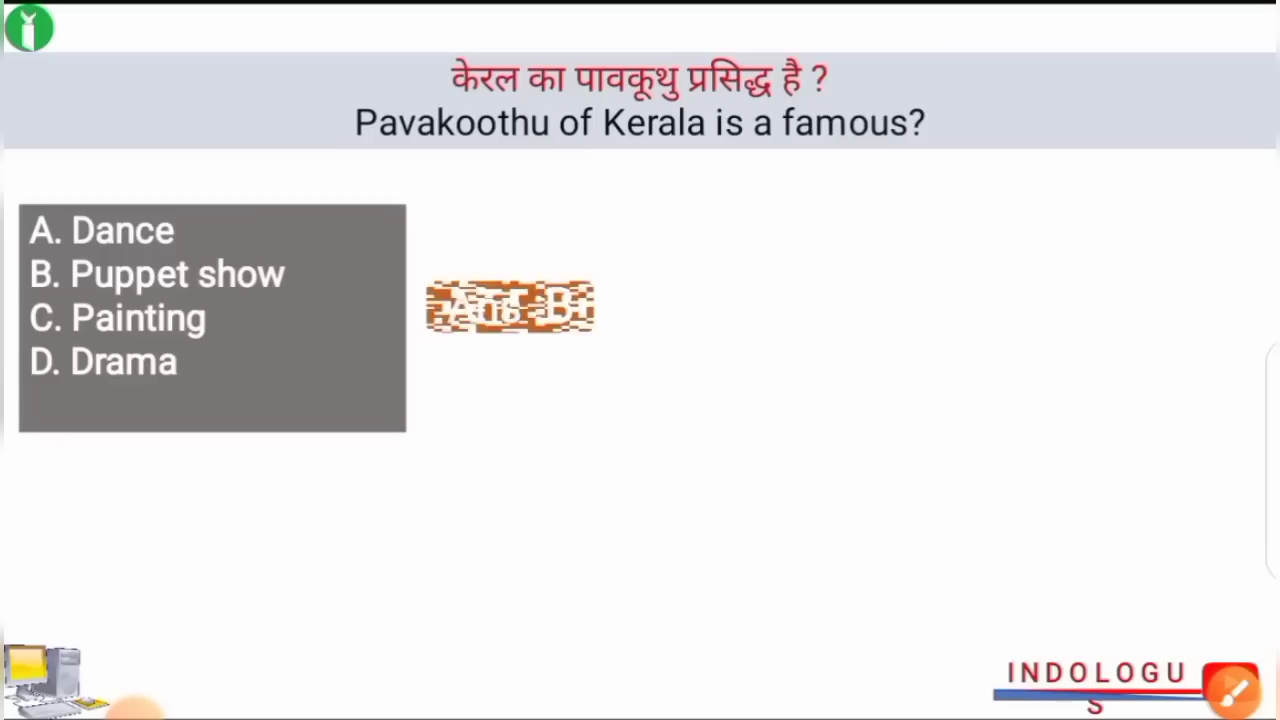 केरल का पावकूथु प्रसिद्ध है ?
Pavakoothu of Kerala is a famous?
A. Dance
B. Puppet show
C. Painting
D. Drama
INDOLOGU
S